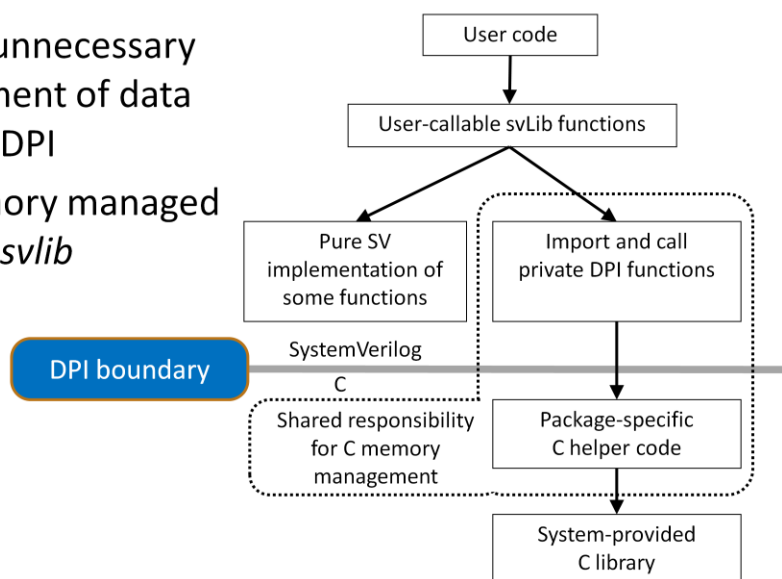 unnecessary
ment of data
DPI
ory managed
svlib
User code
User-callable svLib functions
Pure SV
implementation of
some functions
Import and call
private DPI functions
DPI boundary
SystemVerilog
C
Shared responsibility
for C memory
management
Package-specific
C helper code
System-provided
C library